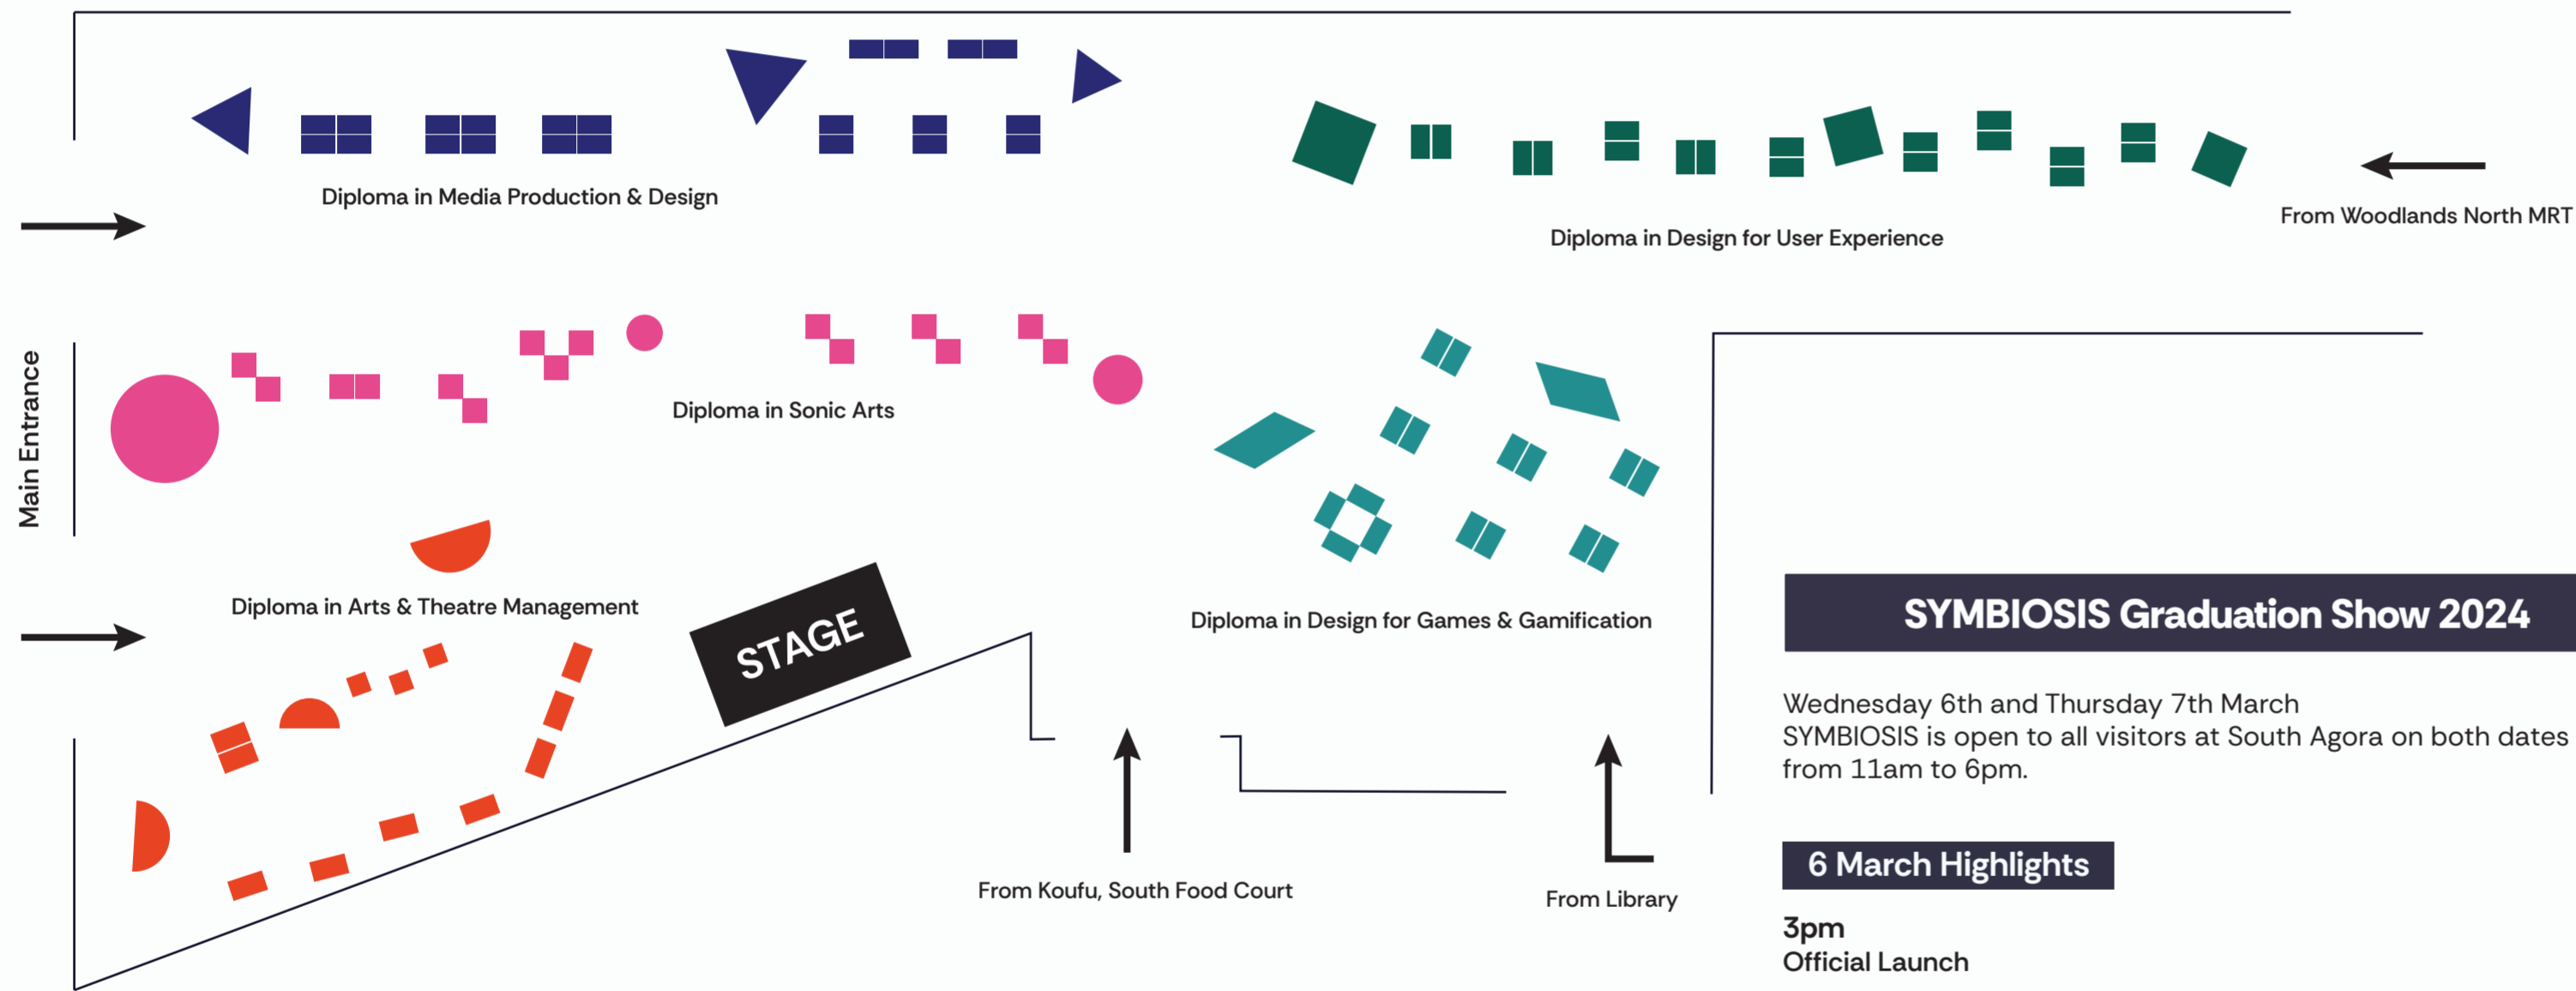 Diploma in Media Production & Design
From Woodlands North MRT
Diploma in Design for User Experience
Main Entrance
Diploma in Sonic Arts
Diploma in Arts & Theatre Management
STAGE
Diploma in Design for Games & Gamification
From Koufu, South Food Court
From Library
SYMBIOSIS Graduation Show 2024
Wednesday 6th and Thursday 7th March
SYMBIOSIS is open to all visitors at South Agora on both dates
from 11am to 6pm.
6 March Highlights
3pm
Official Launch